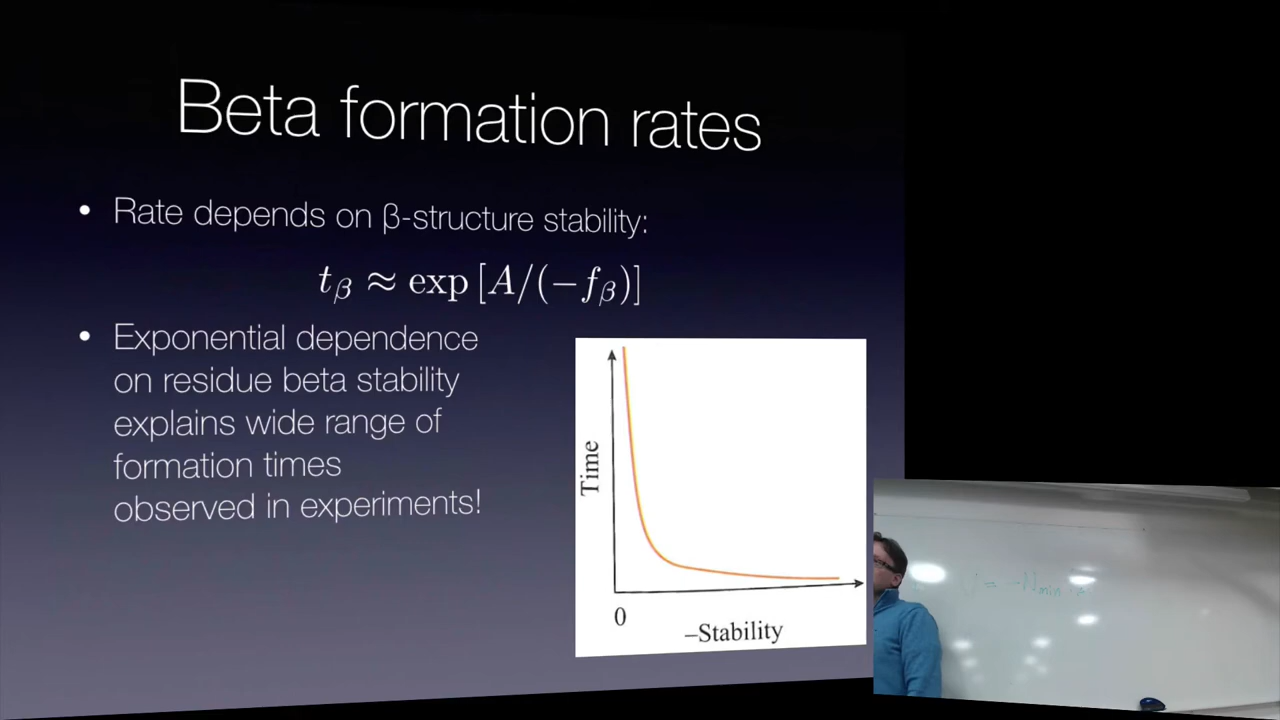 Beta formation rates
• Rate depends on β-structure stability:
t_β ≈ exp [A/(−f_β)]
• Exponential dependence
on residue beta stability
explains wide range of
formation times
observed in experiments!
Time
0
–Stability